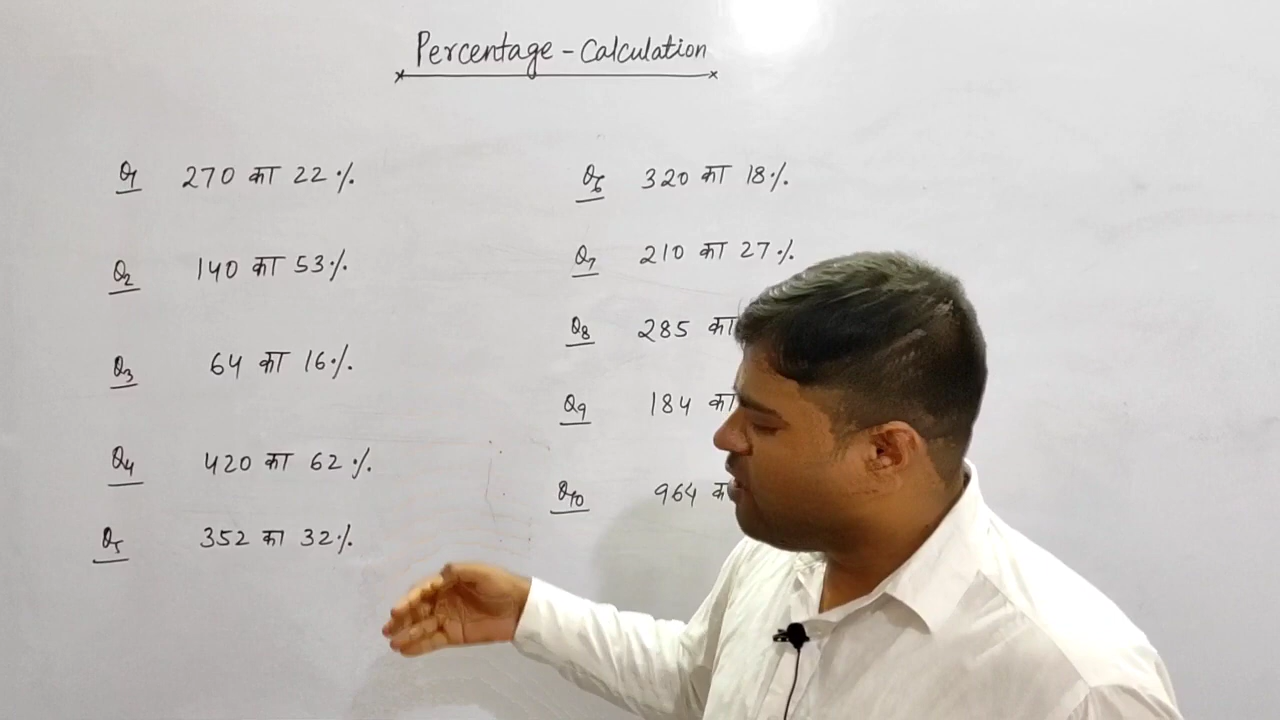 Percentage - Calculation
Q1 270 का 22%
Q2 140 का 53%
Q3 64 का 16%
Q4 420 का 62%
Q5 352 का 32%
Q6 320 का 18%
Q7 210 का 27%
Q8 285 का
Q9 184 का
Q10 964